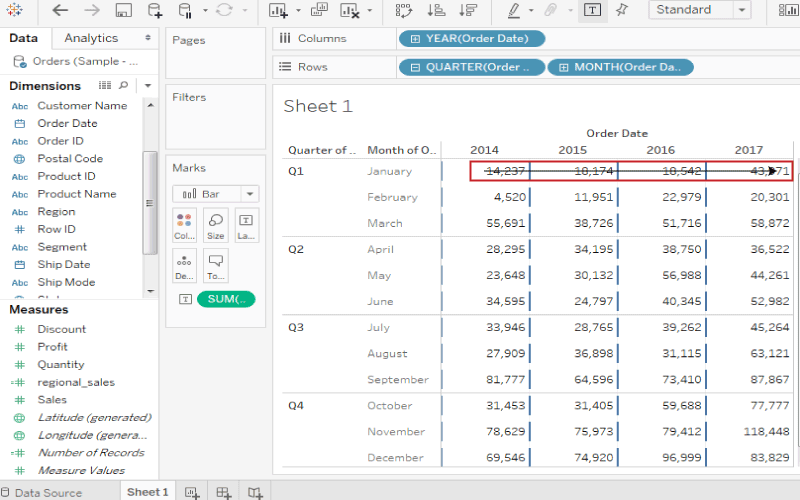 Standard
Data
Analytics
Pages
Columns
YEAR(Order Date)
Orders (Sample - ...
Rows
QUARTER(Order ..
MONTH(Order Da..
Dimensions
Abc Customer Name
Order Date
Abc Order ID
Postal Code
Abc Product ID
Abc Product Name
Abc Region
Row ID
Abc Segment
Ship Date
Abc Ship Mode
Measures
Discount
Profit
Quantity
regional_sales
Sales
Latitude (generated)
Longitude (genera...
Number of Records
Measure Values
Filters
Marks
Bar
Col...
Size
La...
De...
To...
SUM(..
Sheet 1
Order Date
Quarter of .. Month of O.. 2014 2015 2016 2017
Q1 January 14,237 18,174 18,542
February 4,520 11,951 22,979 20,301
March 55,691 38,726 51,716 58,872
Q2 April 28,295 34,195 38,750 36,522
May 23,648 30,132 56,988 44,261
June 34,595 24,797 40,345 52,982
Q3 July 33,946 28,765 39,262 45,264
August 27,909 36,898 31,115 63,121
September 81,777 64,596 73,410 87,867
Q4 October 31,453 31,405 59,688 77,777
November 78,629 75,973 79,412 118,448
December 69,546 74,920 96,999 83,829
Data Source
Sheet 1